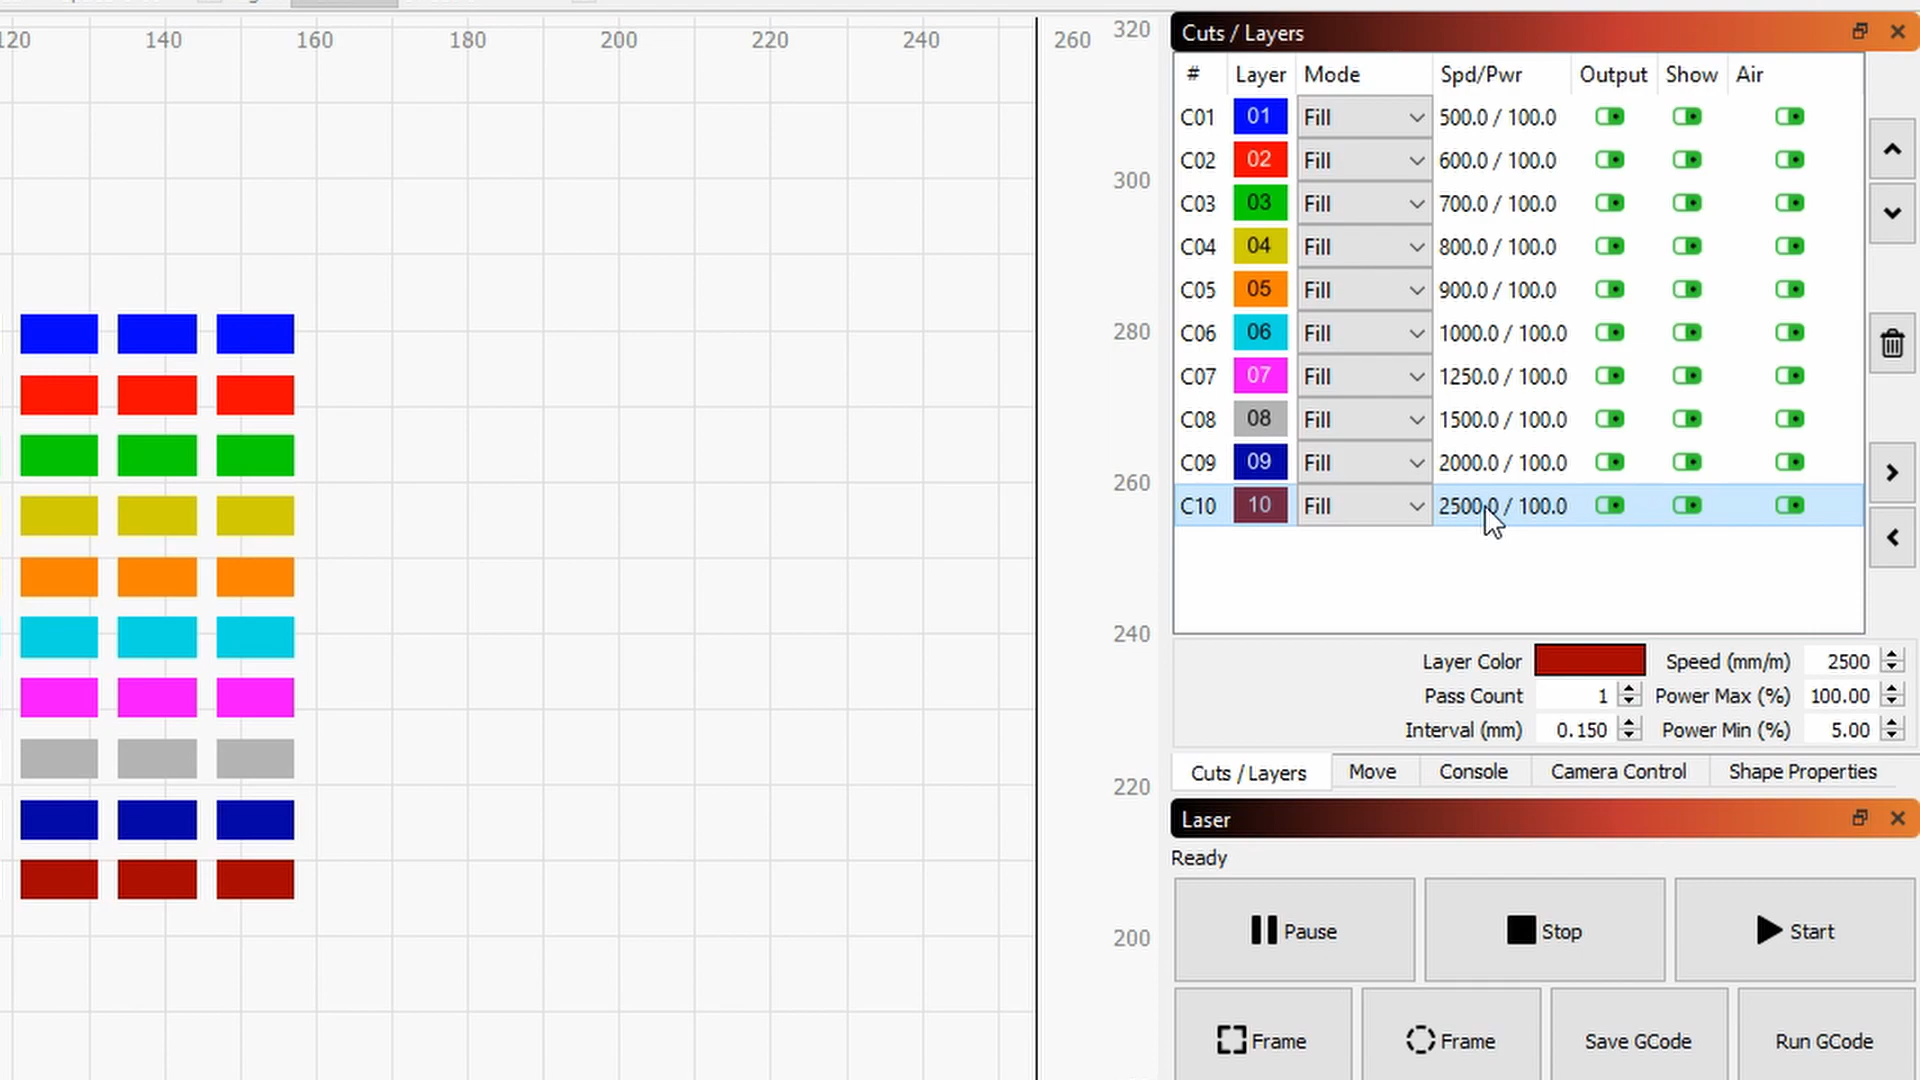 120 140 160 180 200 220 240 260 320
300
280
260
240
220
200
Cuts / Layers
# Layer Mode Spd/Pwr Output Show Air
C01 01 Fill 500.0 / 100.0
C02 02 Fill 600.0 / 100.0
C03 03 Fill 700.0 / 100.0
C04 04 Fill 800.0 / 100.0
C05 05 Fill 900.0 / 100.0
C06 06 Fill 1000.0 / 100.0
C07 07 Fill 1250.0 / 100.0
C08 08 Fill 1500.0 / 100.0
C09 09 Fill 2000.0 / 100.0
C10 10 Fill 2500.0 / 100.0
Layer Color Speed (mm/m) 2500
Pass Count 1 Power Max (%) 100.00
Interval (mm) 0.150 Power Min (%) 5.00
Cuts / Layers Move Console Camera Control Shape Properties
Laser
Ready
Pause Stop Start
Frame Frame Save GCode Run GCode